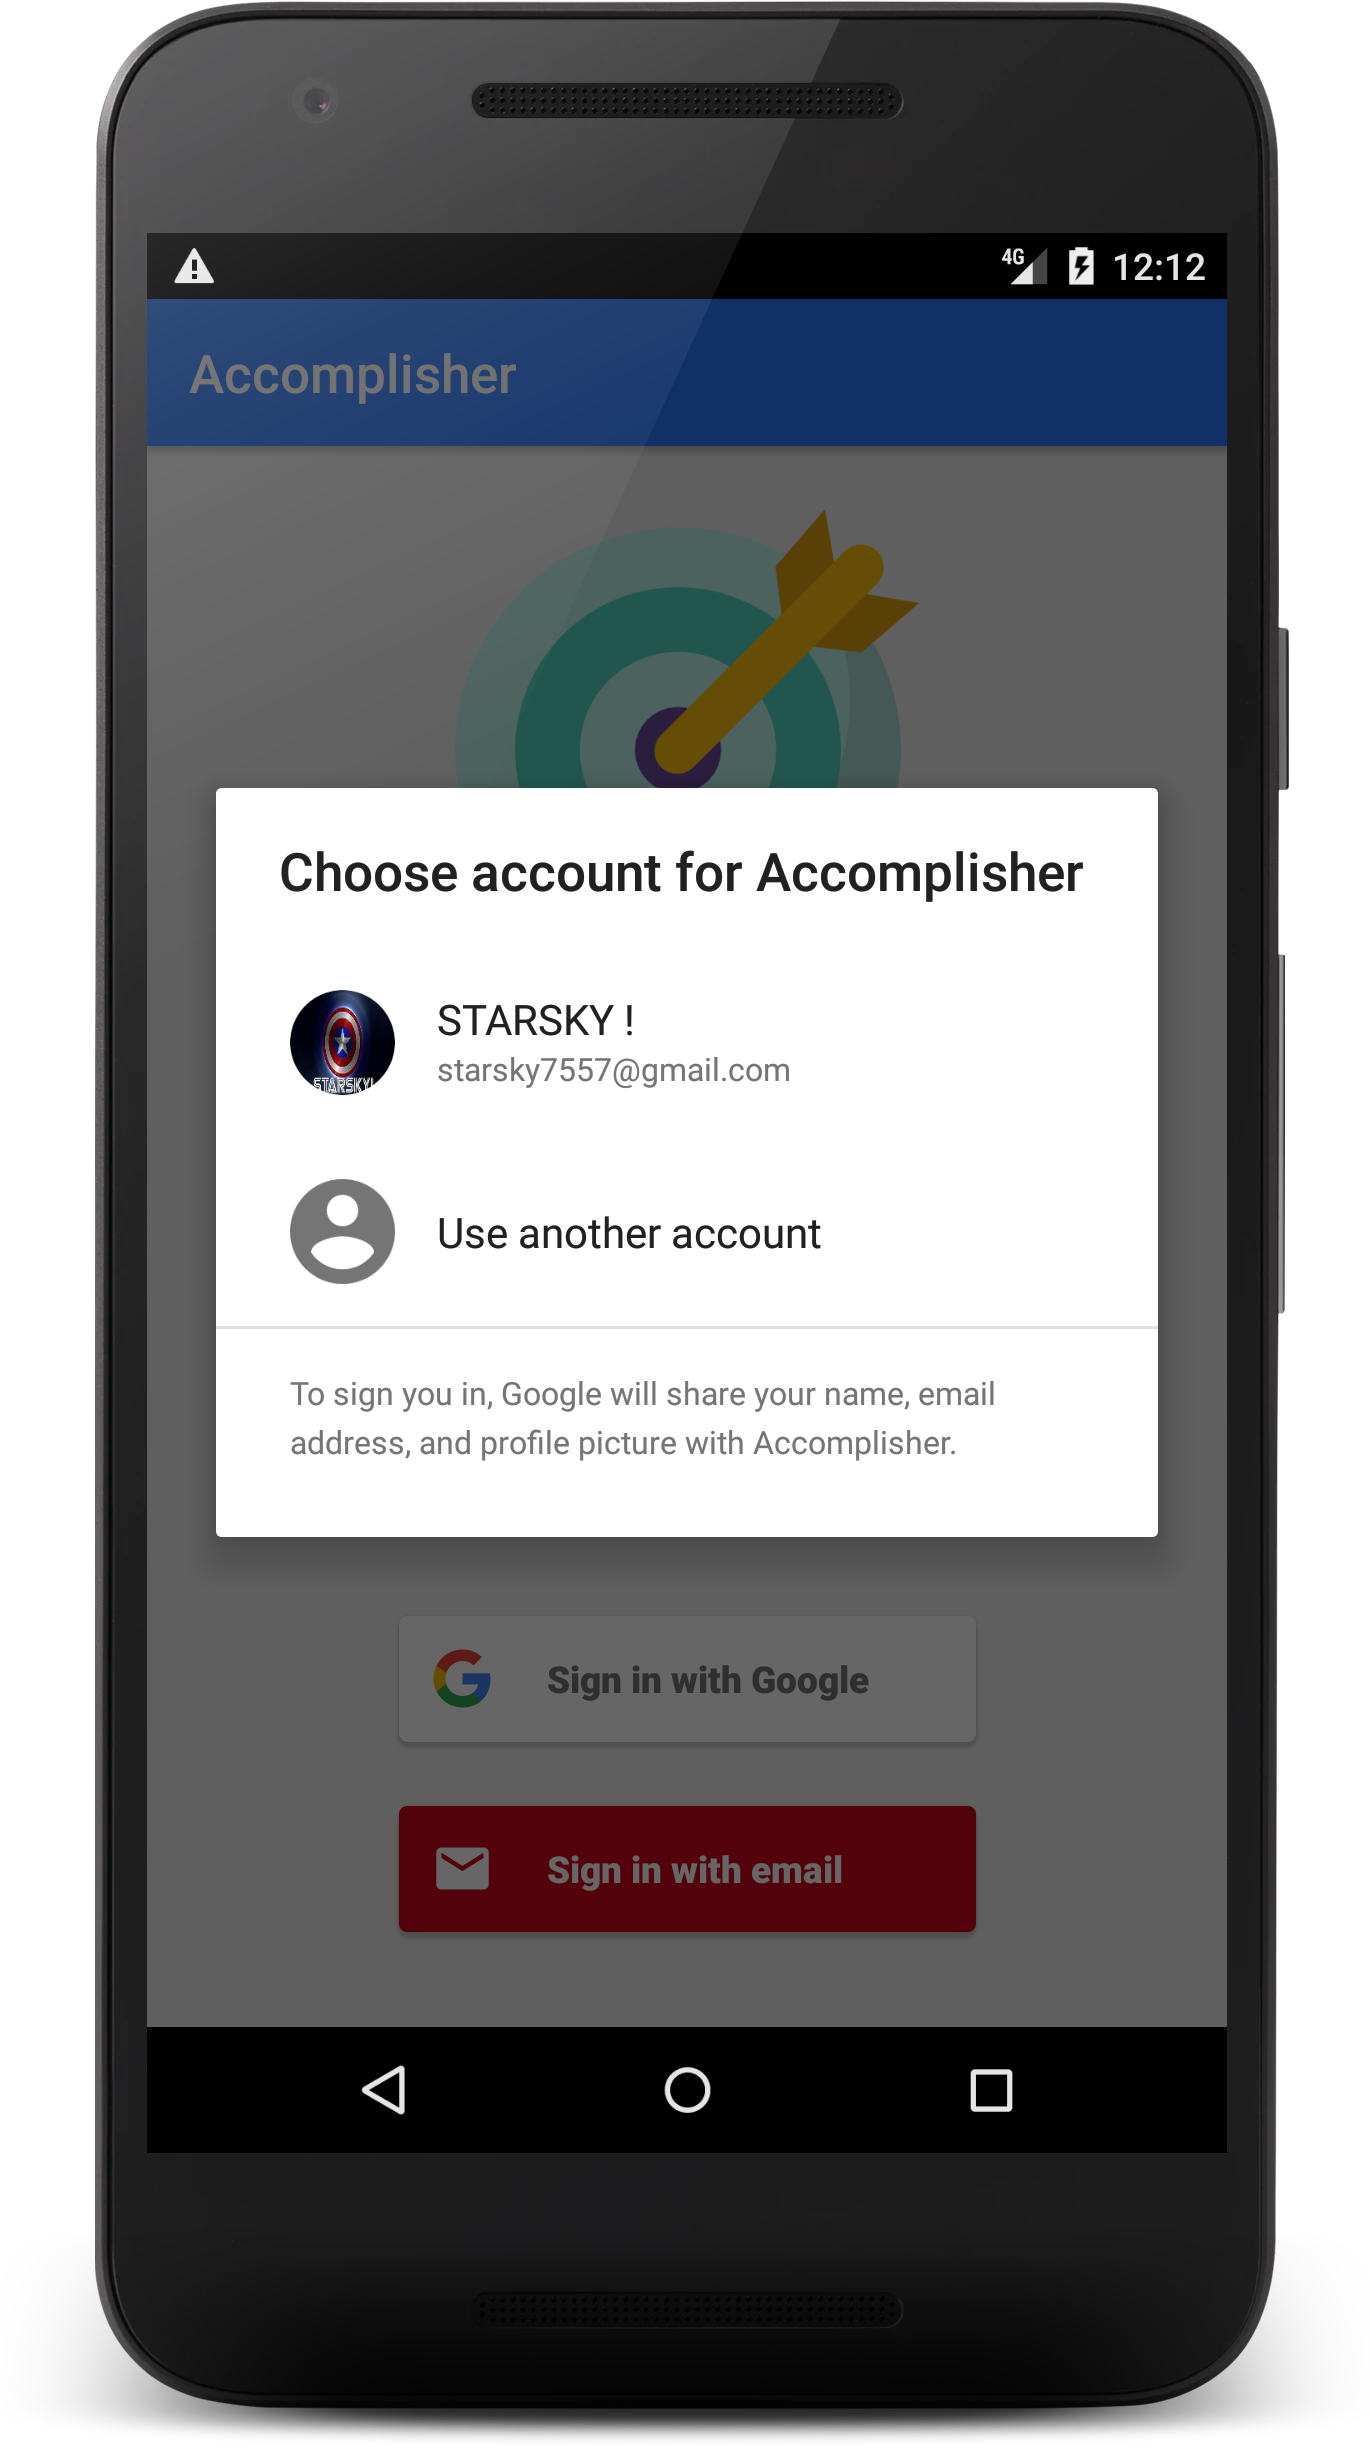 4G 12:12
Accomplisher
Choose account for Accomplisher
STARSKY!
STARSKY !
starsky7557@gmail.com
Use another account
To sign you in, Google will share your name, email
address, and profile picture with Accomplisher.
Sign in with Google
Sign in with email